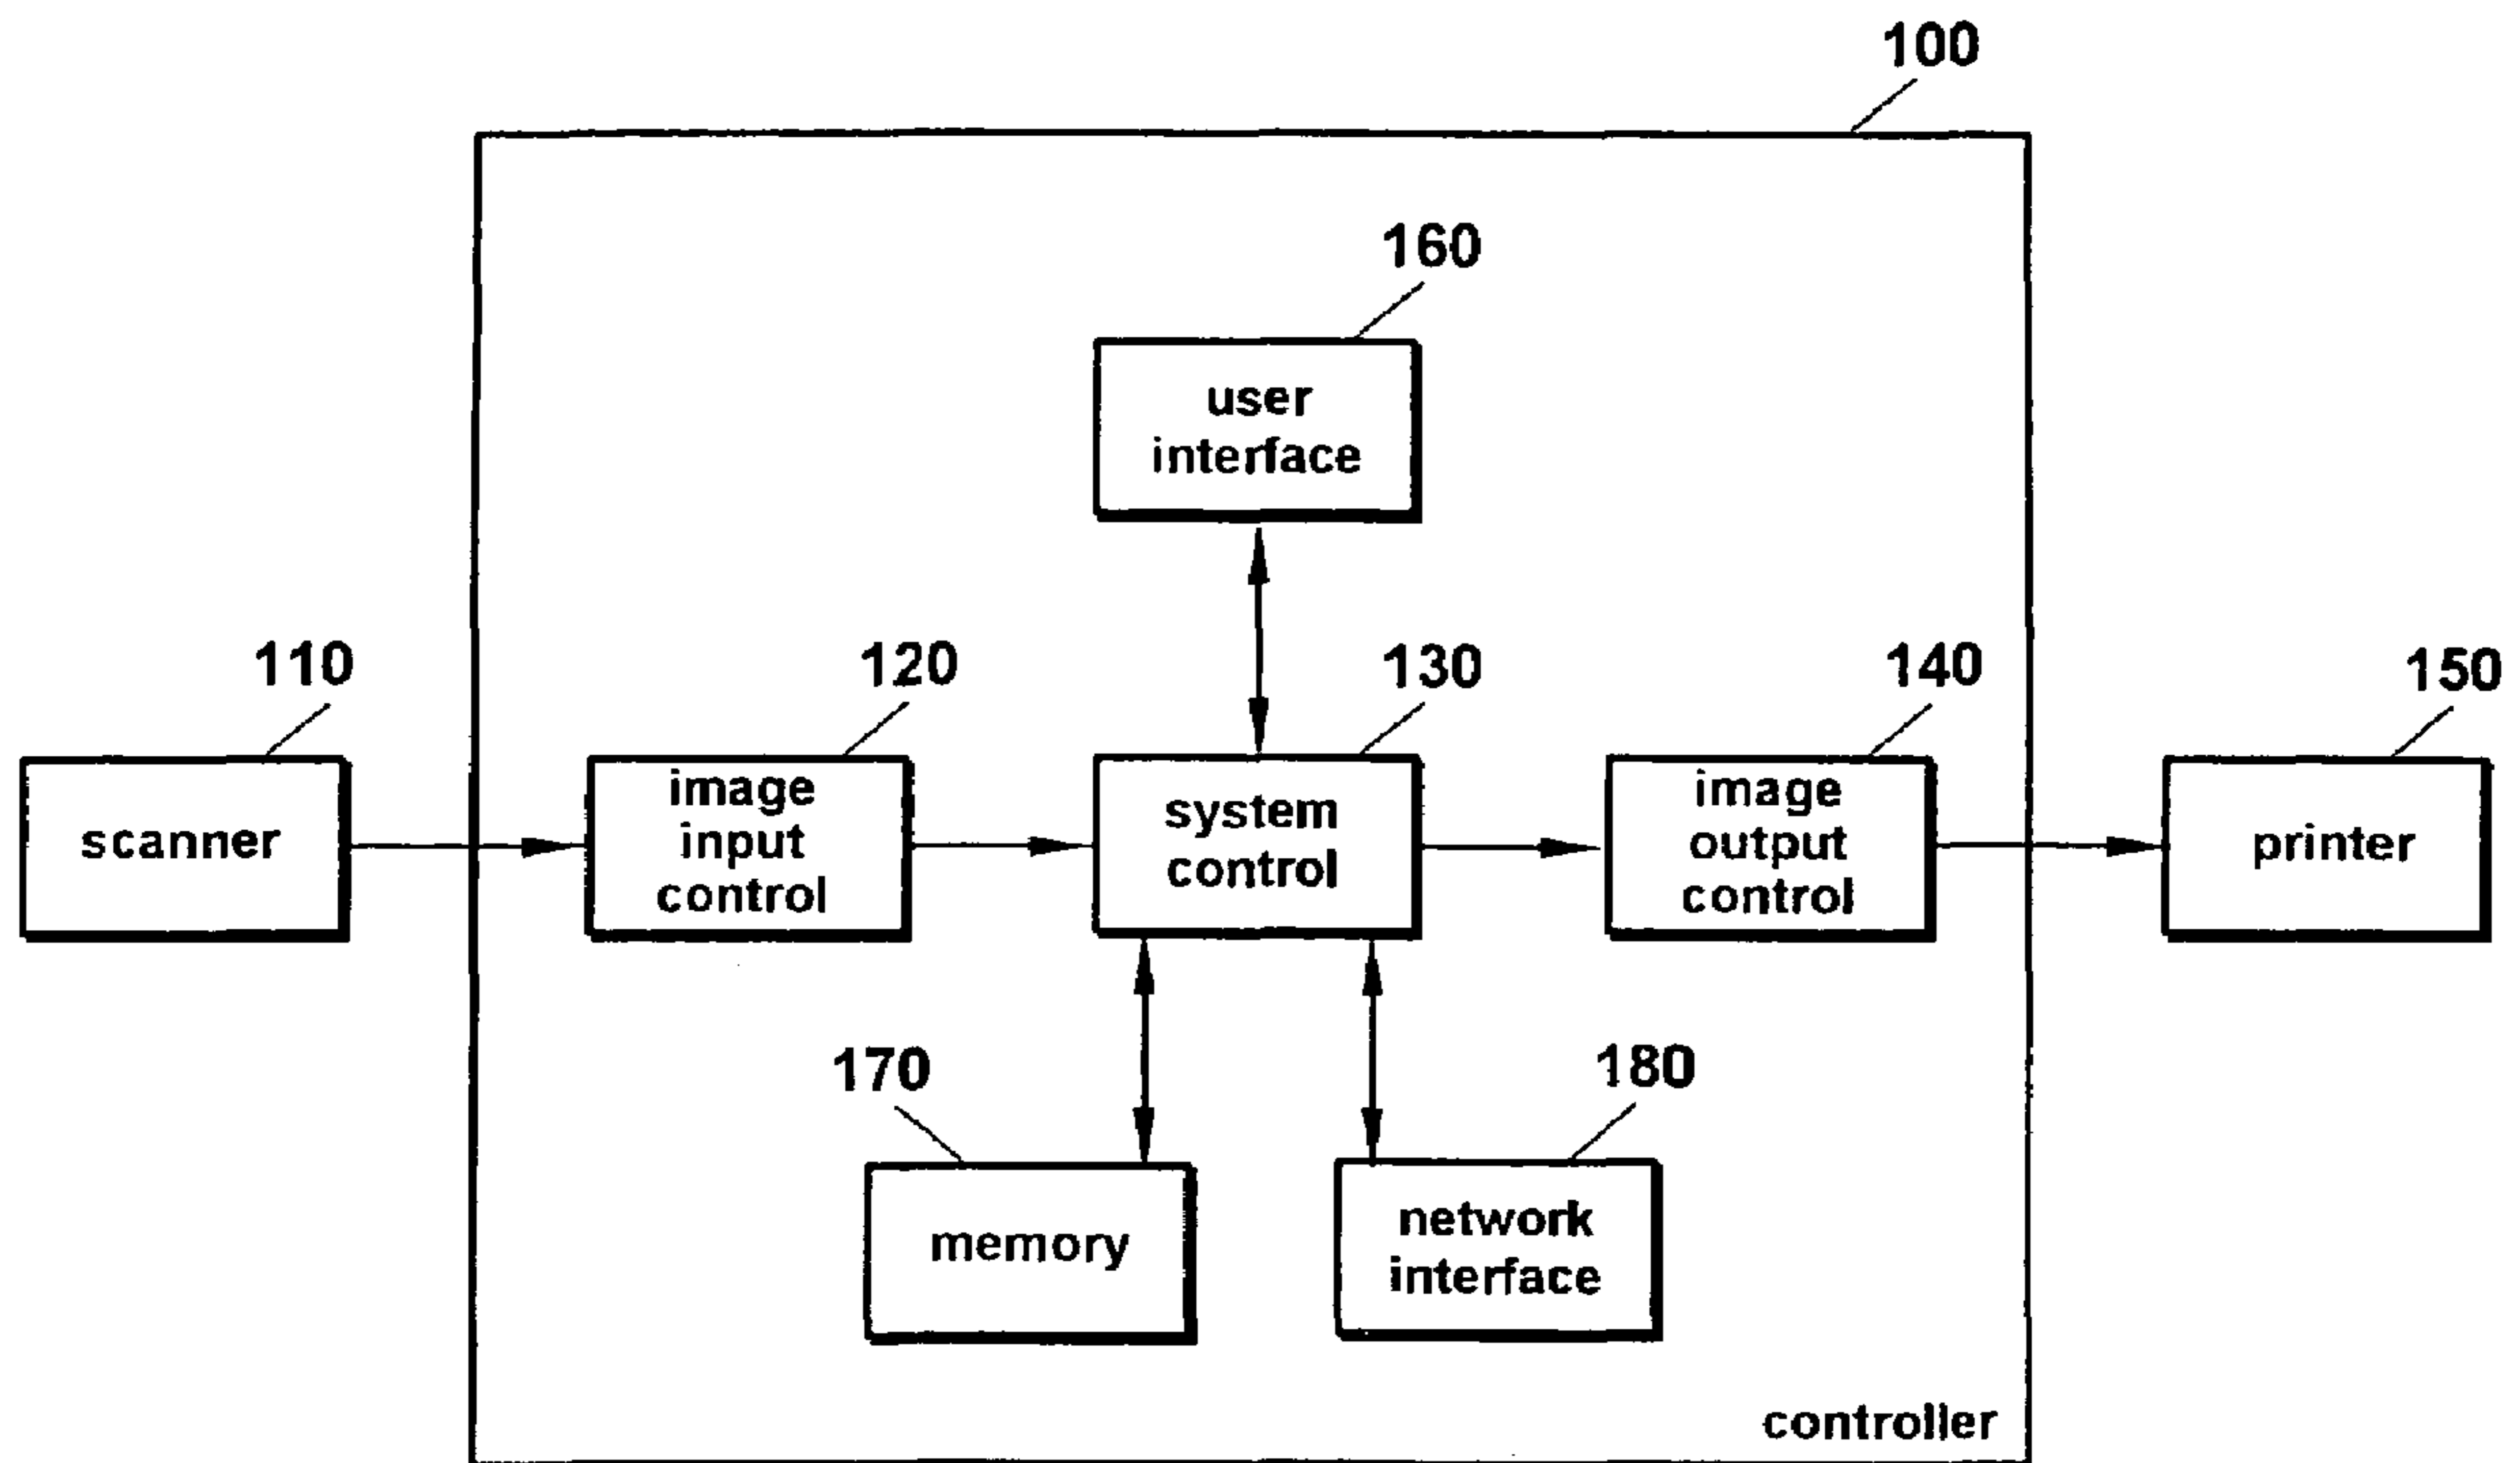 100
160
user
interface
110
120
130
140
150
scanner
image
input
control
system
control
image
output
control
printer
170
180
memory
network
interface
controller